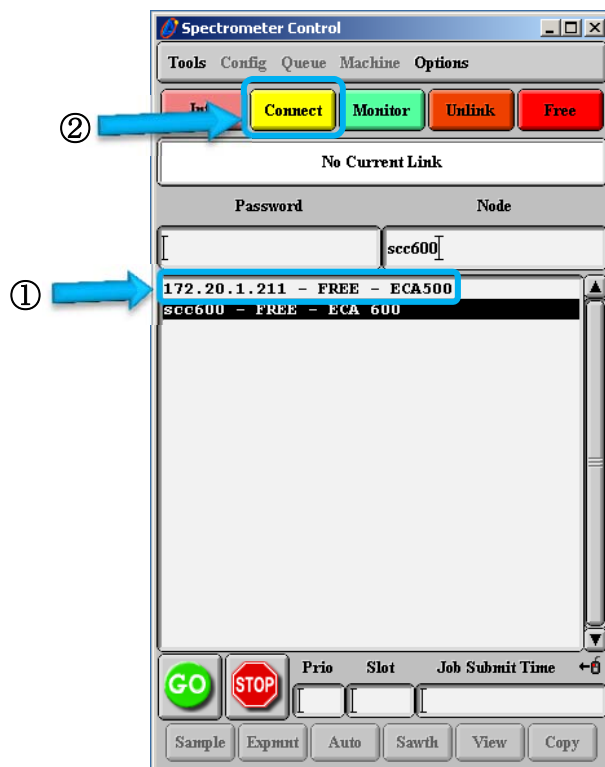 Spectrometer Control
Tools Config Queue Machine Options
② Connect Monitor Unlink Free
No Current Link
Password Node
scc600
① 172.20.1.211 - FREE - ECA500
scc600 - FREE - ECA 600
GO STOP Prio Slot Job Submit Time
Sample Expmnt Auto Sawth View Copy